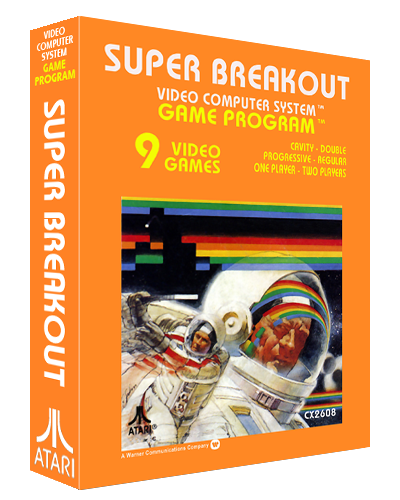 VIDEO
COMPUTER
SYSTEM
GAME
PROGRAM
SUPER BREAKOUT
ATARI
SUPER BREAKOUT
VIDEO COMPUTER SYSTEM™
GAME PROGRAM™
9 VIDEO
GAMES
CAVITY - DOUBLE
PROGRESSIVE - REGULAR
ONE PLAYER - TWO PLAYERS
ATARI®
CX2608
A Warner Communications Company